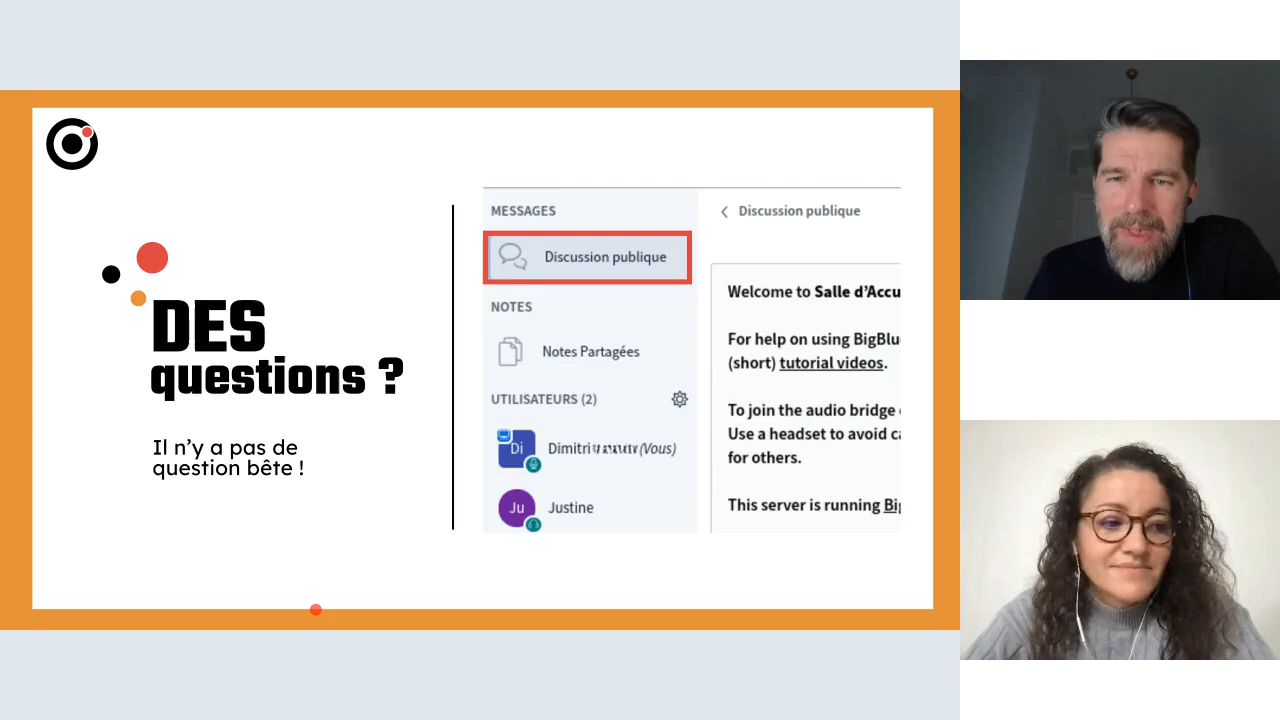 DES
questions ?
Il n'y a pas de
question bête !
MESSAGES
Discussion publique
NOTES
Notes Partagées
UTILISATEURS (2)
Di
Dimitri (Vous)
Ju
Justine
Discussion publique
Welcome to Salle d'Accu
For help on using BigBlu
(short) tutorial videos.
To join the audio bridge
Use a headset to avoid ca
for others.
This server is running Big